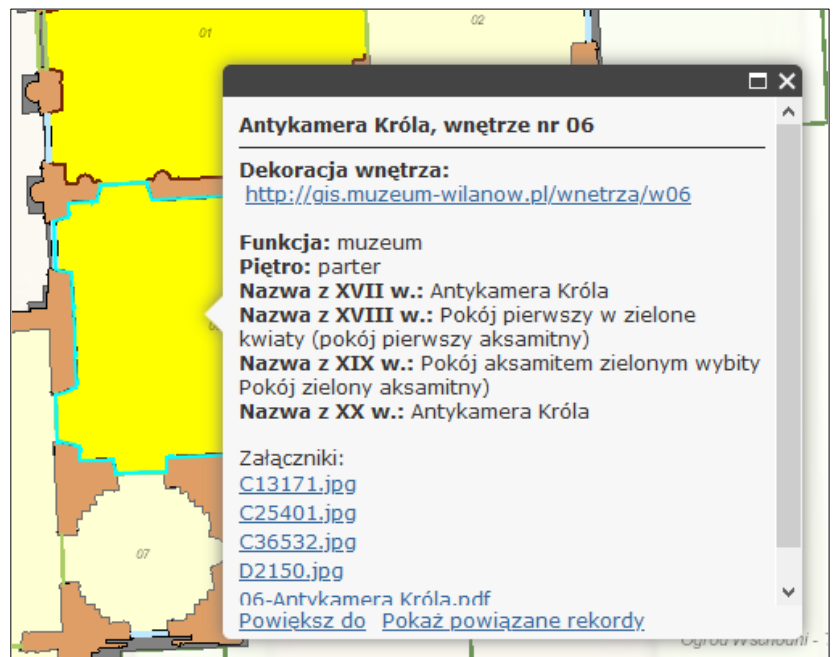 01
02
Antykamera Króla, wnętrze nr 06
Dekoracja wnętrza:
http://gis.muzeum-wilanow.pl/wnetrza/w06
Funkcja: muzeum
Piętro: parter
Nazwa z XVII w.: Antykamera Króla
Nazwa z XVIII w.: Pokój pierwszy w zielone
kwiaty (pokój pierwszy aksamitny)
Nazwa z XIX w.: Pokój aksamitem zielonym wybity
Pokój zielony aksamitny)
Nazwa z XX w.: Antykamera Króla
Załączniki:
C13171.jpg
C25401.jpg
C36532.jpg
D2150.jpg
06-Antykamera Króla.pdf
Powiększ do Pokaż powiązane rekordy
07
Ogród Wschodni -